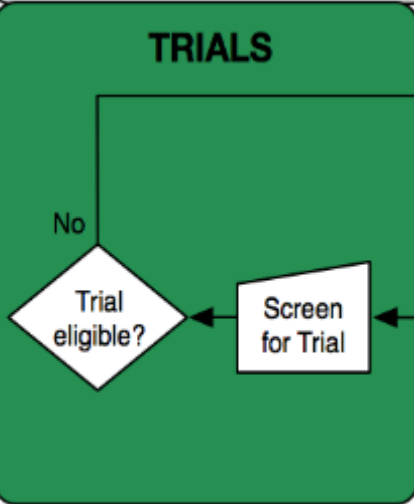 TRIALS
No
Trial
eligible?
Screen
for Trial